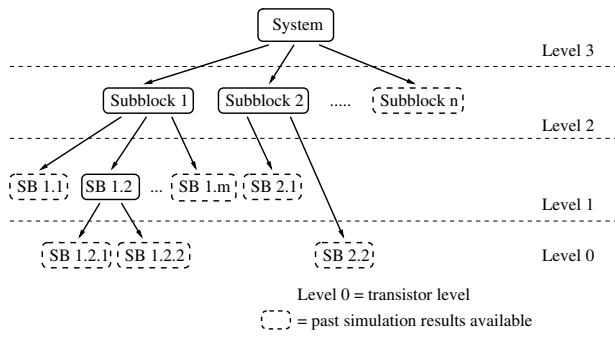 System
Level 3
Subblock 1
Subblock 2
.....
Subblock n
Level 2
SB 1.1
SB 1.2
...
SB 1.m
SB 2.1
Level 1
SB 1.2.1
SB 1.2.2
SB 2.2
Level 0
Level 0 = transistor level
= past simulation results available